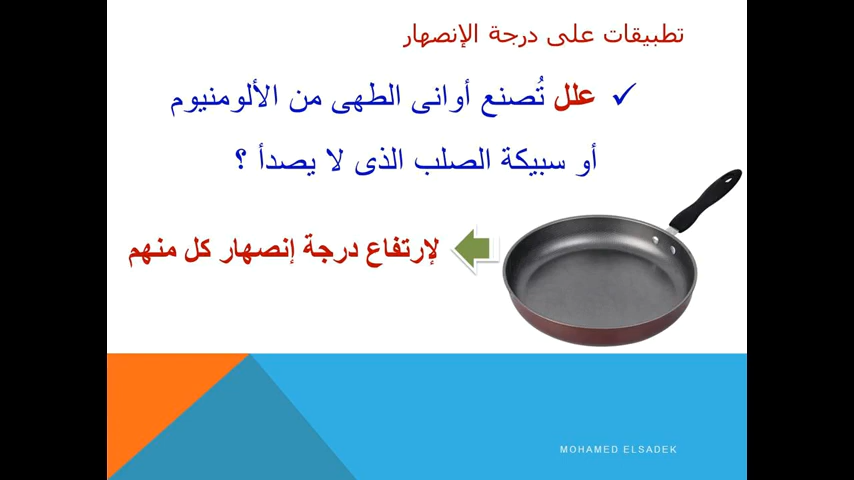 تطبيقات على درجة الإنصهار
✓ علل تُصنع أوانى الطهى من الألومنيوم
أو سبيكة الصلب الذى لا يصدأ ؟
لإرتفاع درجة إنصهار كل منهم
MOHAMED ELSADEK